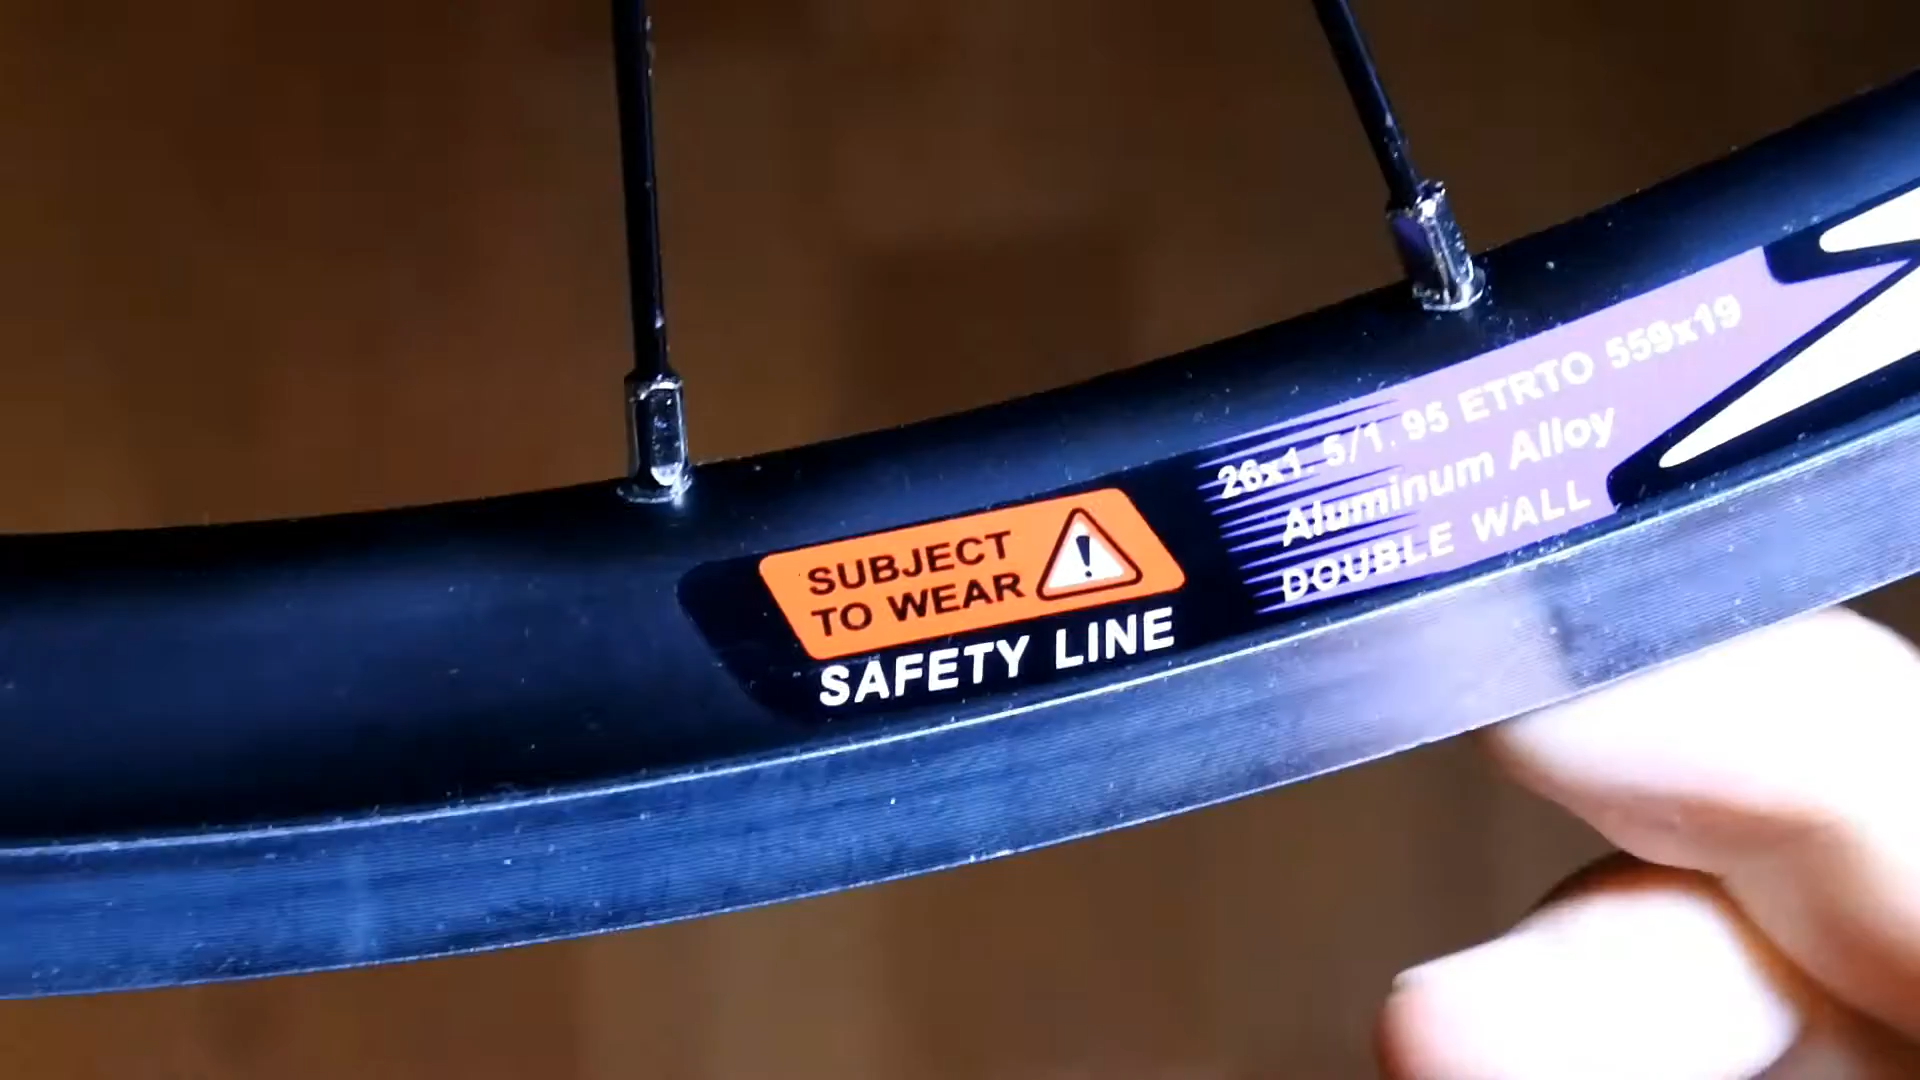 SUBJECT
TO WEAR
SAFETY LINE
26x1.5/1.95 ETRTO 559x19
Aluminum Alloy
DOUBLE WALL